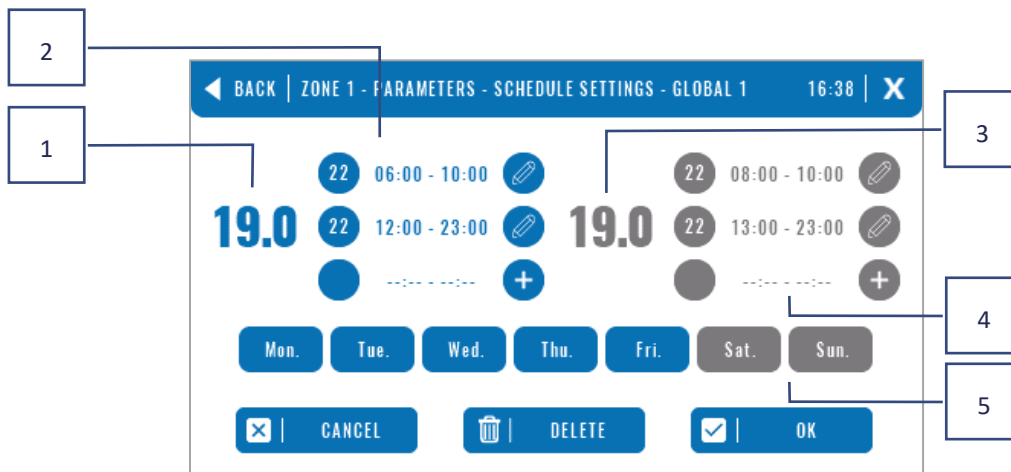 2
1
3
4
5
BACK | ZONE 1 - PARAMETERS - SCHEDULE SETTINGS - GLOBAL 1 16:38 | X
22 06:00 - 10:00
22 08:00 - 10:00
19.0 22 12:00 - 23:00
19.0 22 13:00 - 23:00
--:-- - --:-- +
--:-- - --:-- +
Mon. Tue. Wed. Thu. Fri. Sat. Sun.
CANCEL DELETE OK